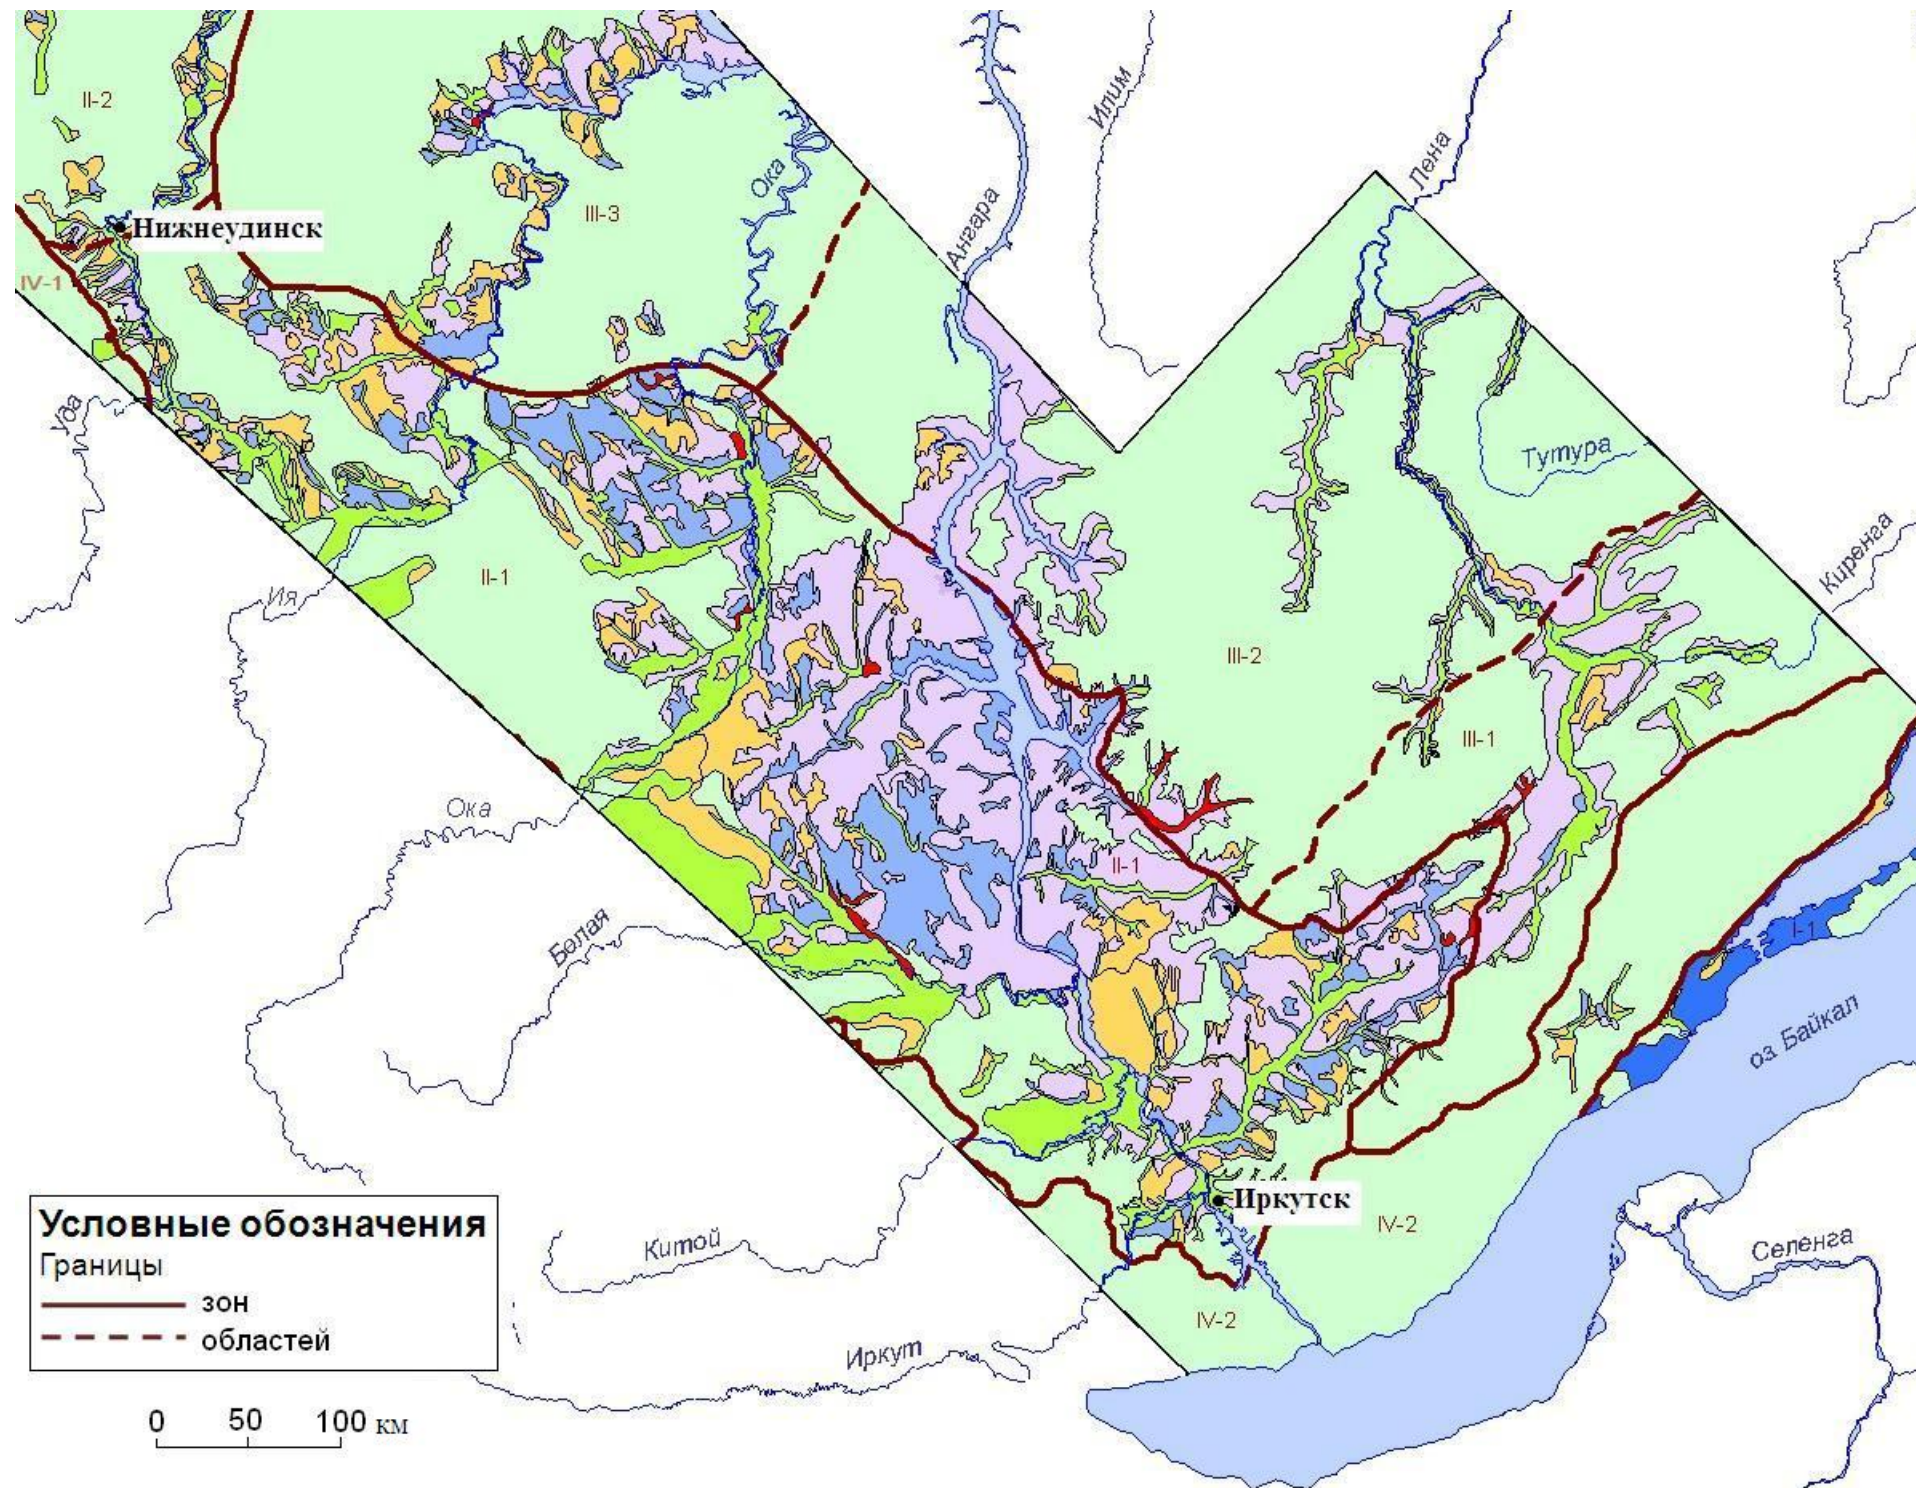 II-2
Илим
Лена
Ока
III-3
Ангара
Нижнеудинск
IV-1
Уда
Тутура
Киренга
II-1
Ия
III-2
III-1
Ока
II-1
Белая
I-1
оз Байкал
Иркутск
IV-2
Условные обозначения
Границы
зон
областей
Китой
Селенга
IV-2
Иркут
0 50 100 км